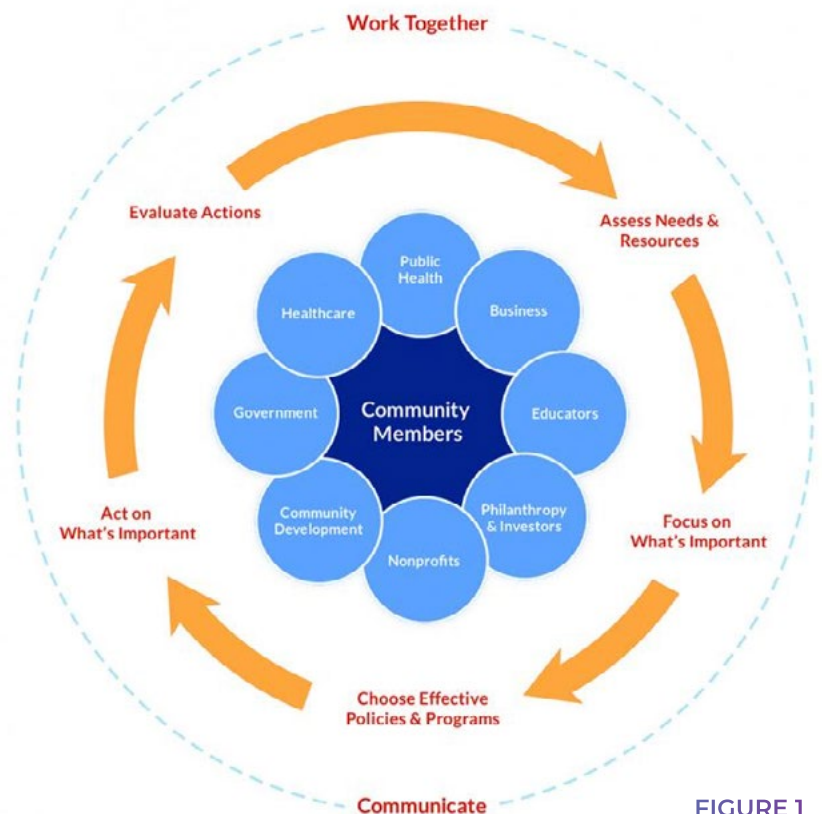 Work Together
Evaluate Actions
Assess Needs &
Resources
Public
Health
Healthcare
Business
Government
Community
Members
Educators
Community
Development
Philanthropy
& Investors
Nonprofits
Act on
What's Important
Focus on
What's Important
Choose Effective
Policies & Programs
Communicate
FIGURE 1